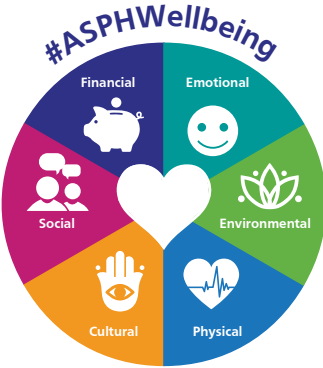 #ASPHWellbeing
Financial
Emotional
Social
Environmental
Cultural
Physical